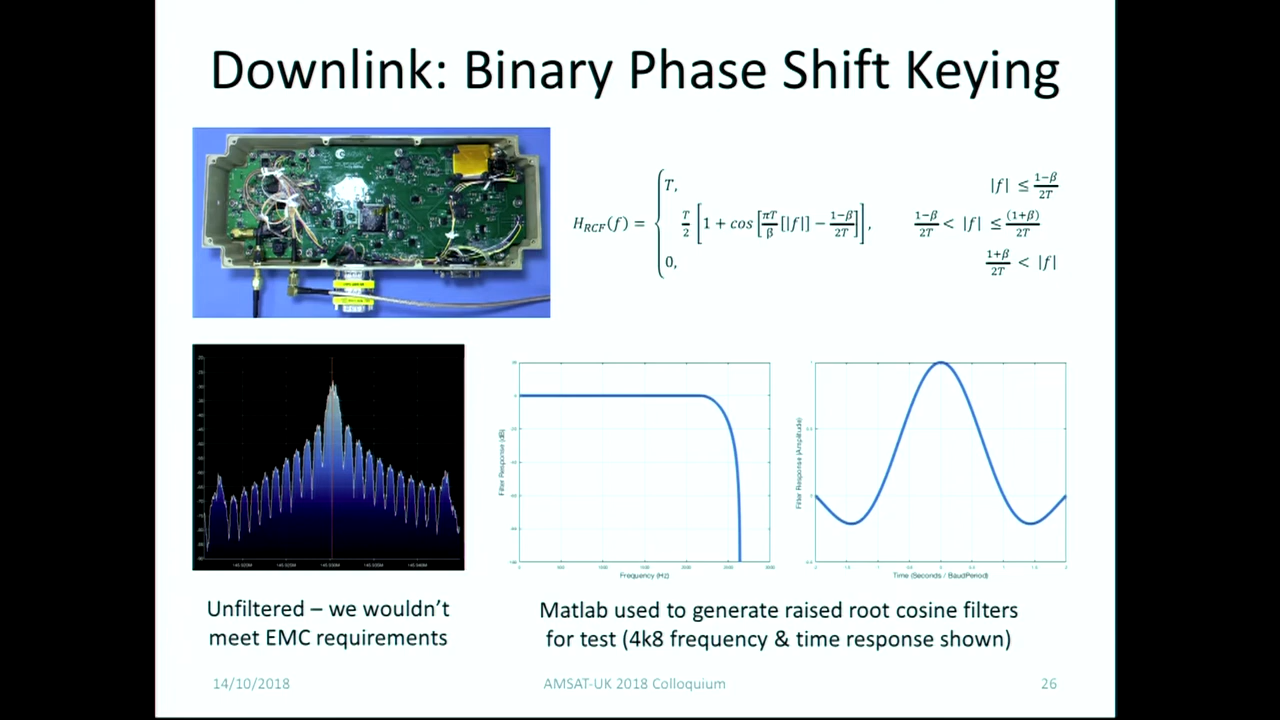 Downlink: Binary Phase Shift Keying
H_RCF(f) = { T, |f| ≤ (1−β)/2T
T/2 [1 + cos [πT/β [|f|] − (1−β)/2T]], (1−β)/2T < |f| ≤ (1+β)/2T
0, (1+β)/2T < |f|
Filter Response (dB)
Frequency (Hz)
Filter Response (Amplitude)
Time (Seconds / BaudPeriod)
Unfiltered – we wouldn't
meet EMC requirements
Matlab used to generate raised root cosine filters
for test (4k8 frequency & time response shown)
14/10/2018
AMSAT-UK 2018 Colloquium
26